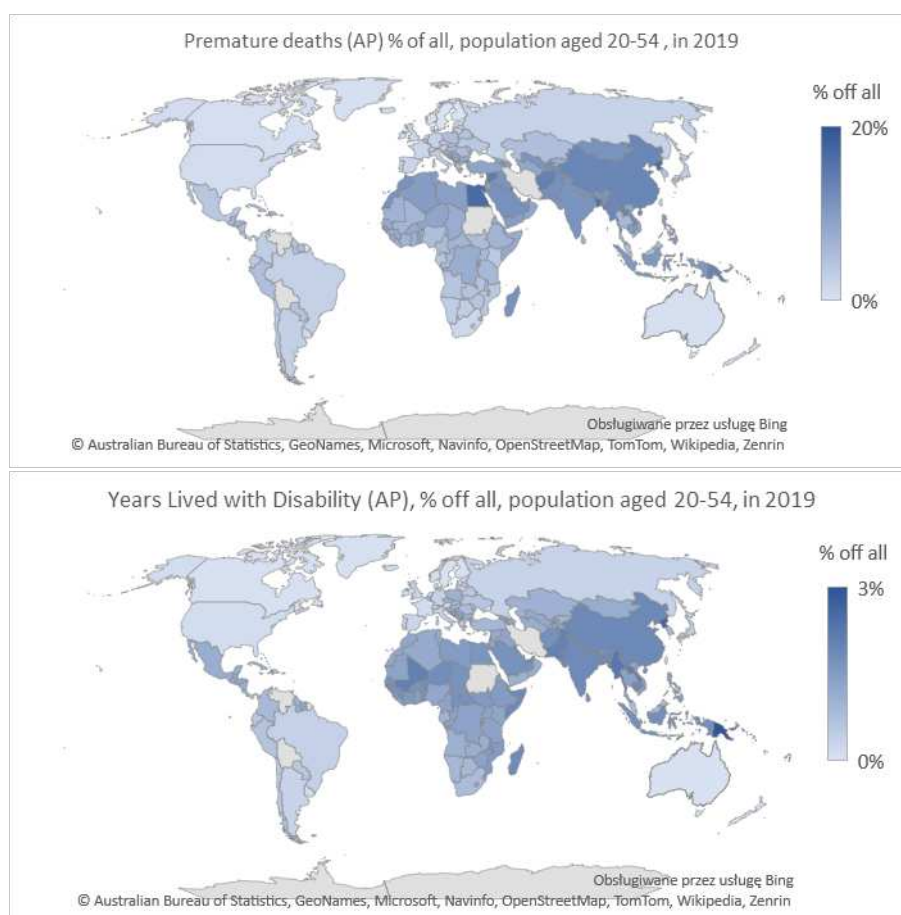 Premature deaths (AP) % of all, population aged 20-54 , in 2019
% off all
20%
0%
Obsługiwane przez usługę Bing
© Australian Bureau of Statistics, GeoNames, Microsoft, Navinfo, OpenStreetMap, TomTom, Wikipedia, Zenrin
Years Lived with Disability (AP), % off all, population aged 20-54, in 2019
% off all
3%
0%
Obsługiwane przez usługę Bing
© Australian Bureau of Statistics, GeoNames, Microsoft, Navinfo, OpenStreetMap, TomTom, Wikipedia, Zenrin